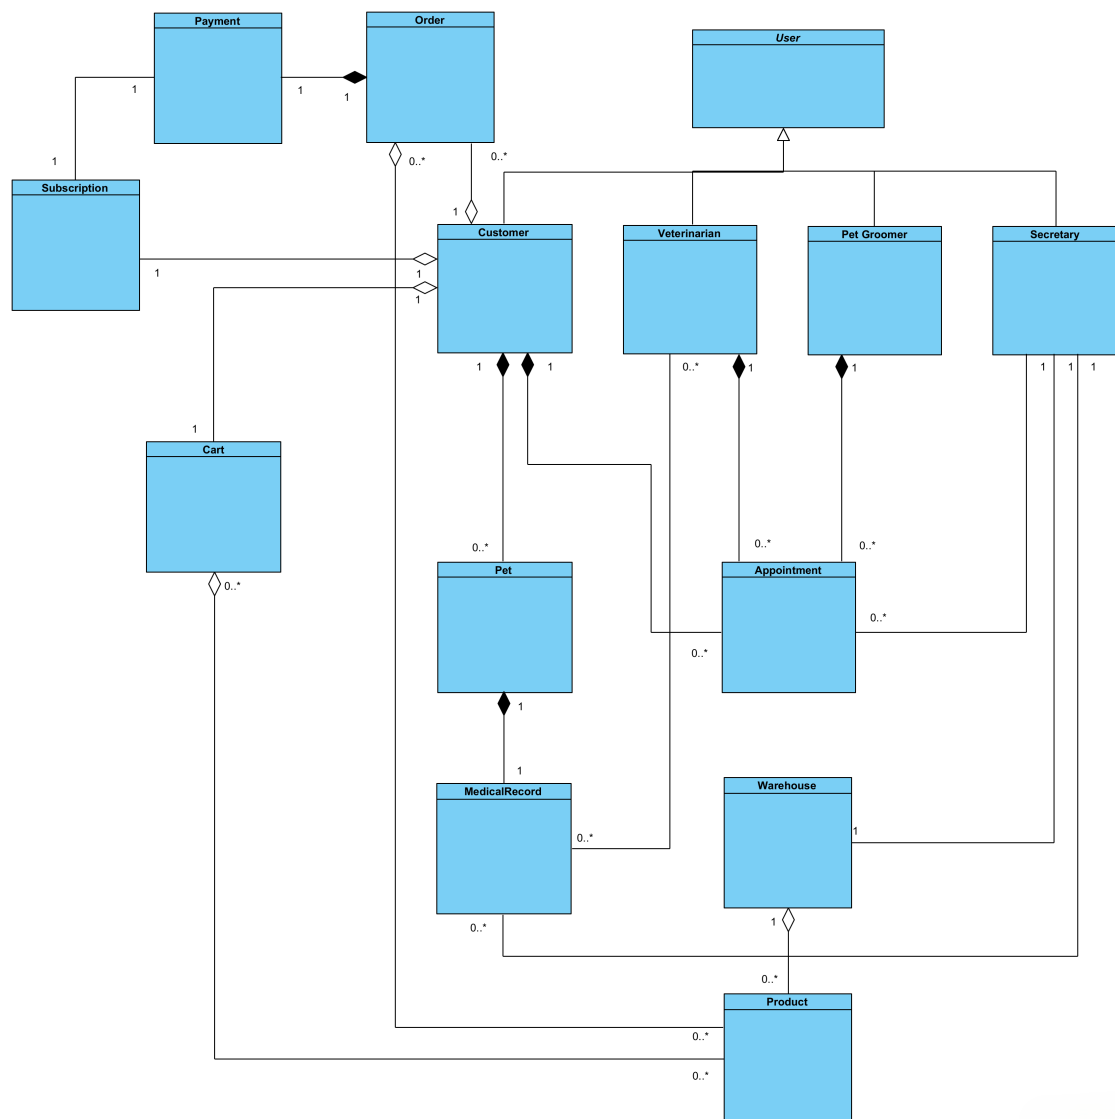 Payment
Order
User
1
1
1
1
0..*
0..*
Subscription
1
Customer
Veterinarian
Pet Groomer
Secretary
1
1
1
1
1
0..*
1
1
1
1
1
1
Cart
0..*
0..*
0..*
Pet
Appointment
0..*
0..*
0..*
1
1
MedicalRecord
Warehouse
0..*
1
0..*
1
0..*
Product
0..*
0..*